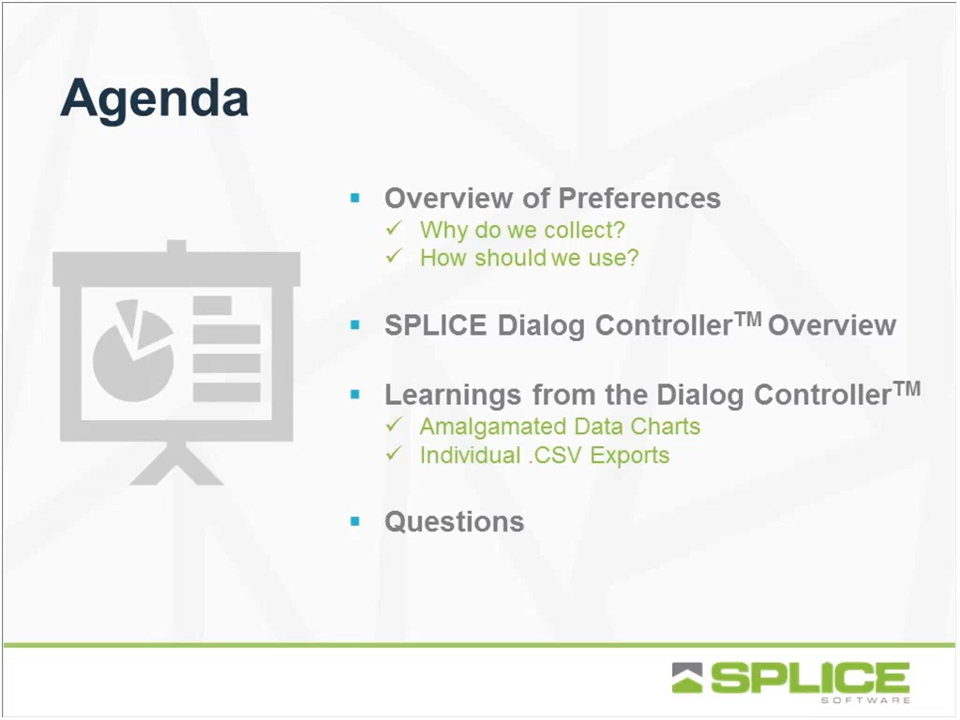 Agenda
Overview of Preferences
Why do we collect?
How should we use?
SPLICE Dialog Controller™ Overview
Learnings from the Dialog Controller™
Amalgamated Data Charts
Individual .CSV Exports
Questions
SPLICE
SOFTWARE